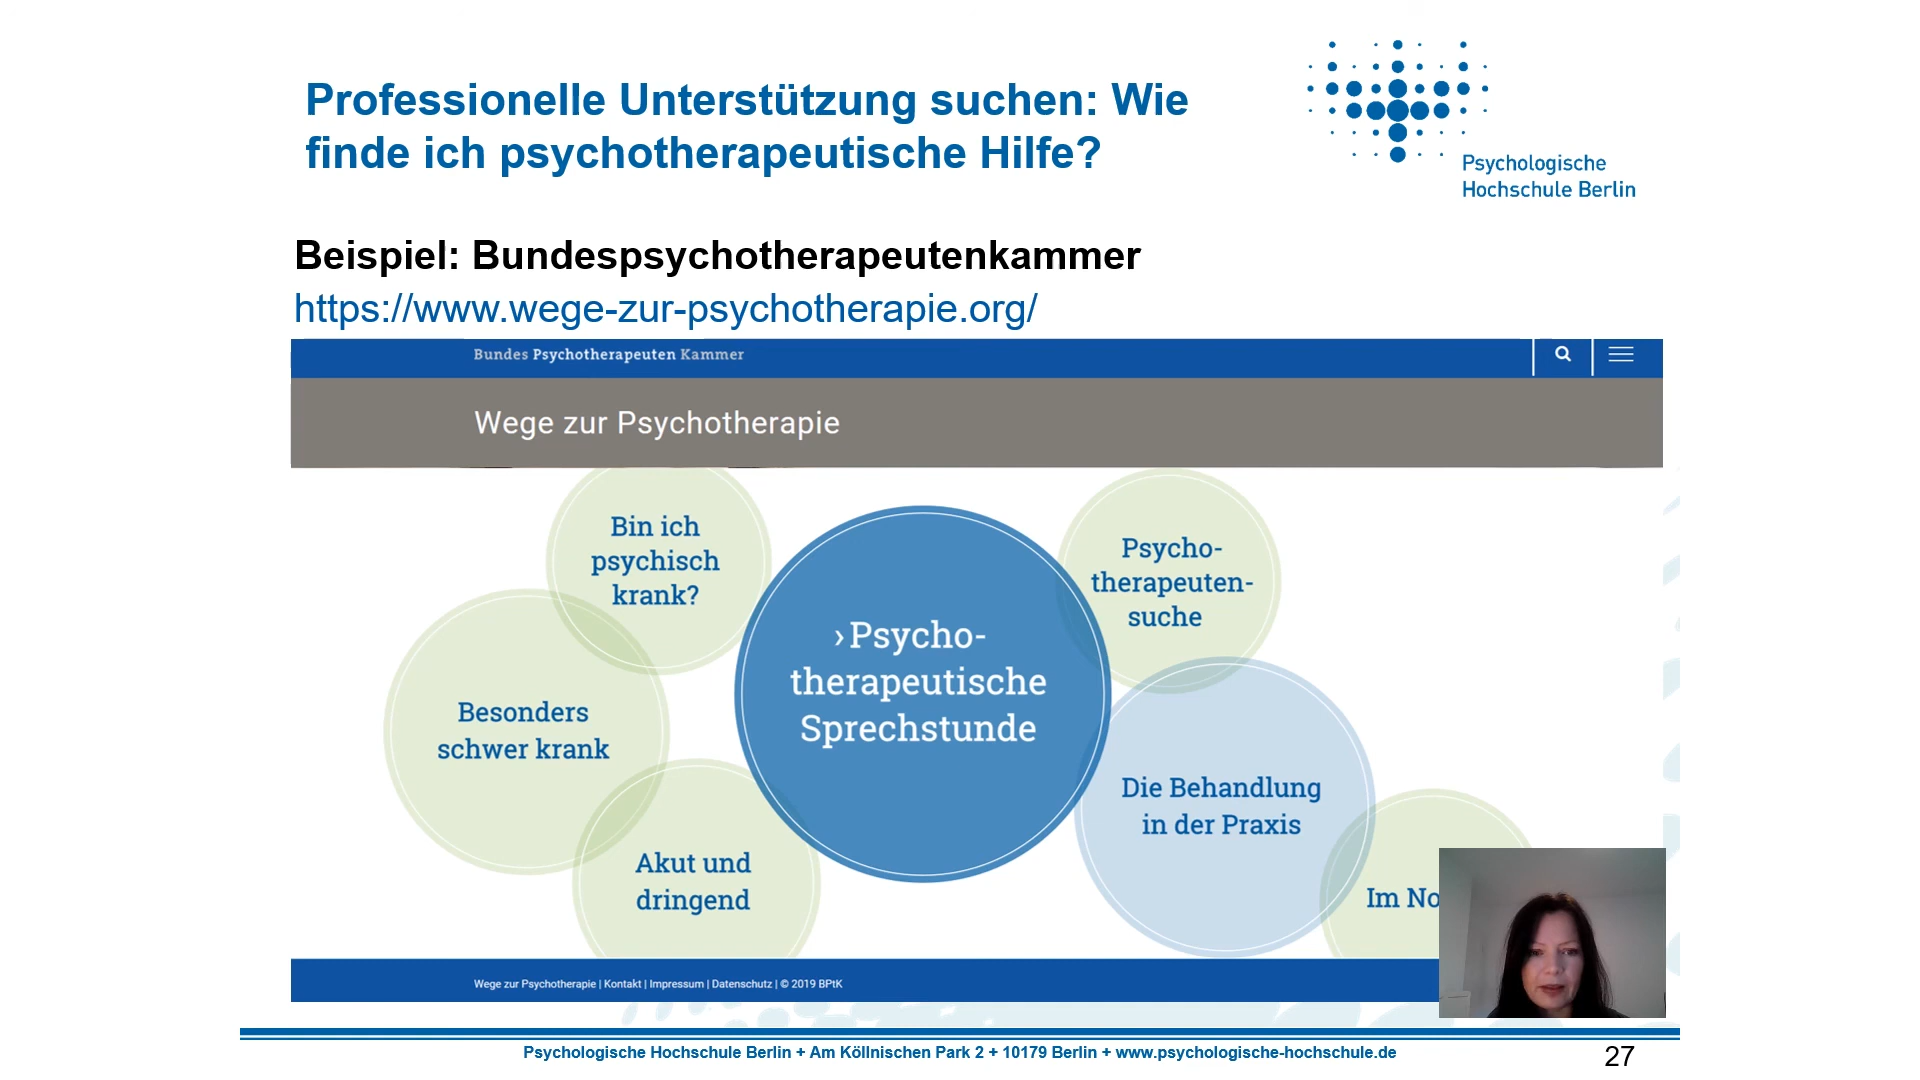 Professionelle Unterstützung suchen: Wie
finde ich psychotherapeutische Hilfe?
Psychologische
Hochschule Berlin
Beispiel: Bundespsychotherapeutenkammer
https://www.wege-zur-psychotherapie.org/
Bundes Psychotherapeuten Kammer
Wege zur Psychotherapie
Bin ich
psychisch
krank?
Psycho-
therapeuten-
suche
›Psycho-
therapeutische
Sprechstunde
Besonders
schwer krank
Die Behandlung
in der Praxis
Akut und
dringend
Im
Wege zur Psychotherapie | Kontakt | Impressum | Datenschutz | © 2019 BPtK
Psychologische Hochschule Berlin + Am Köllnischen Park 2 + 10179 Berlin + www.psychologische-hochschule.de
27